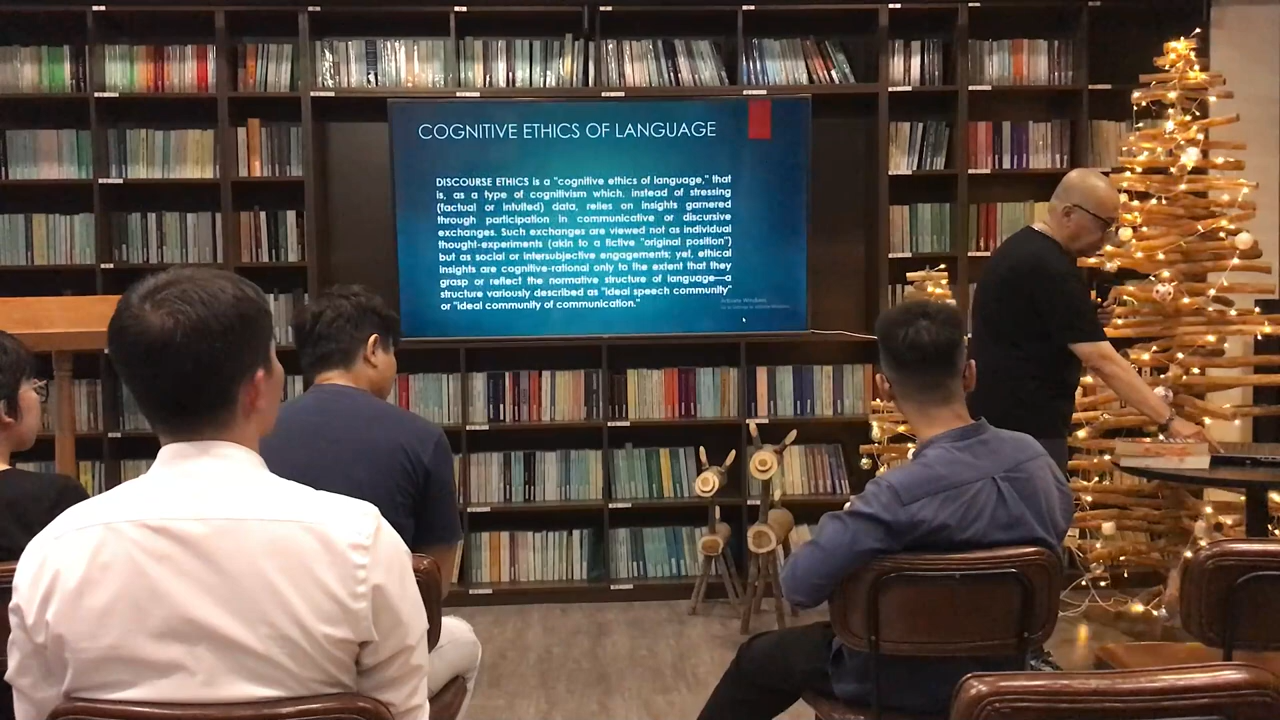 COGNITIVE ETHICS OF LANGUAGE
DISCOURSE ETHICS is a "cognitive ethics of language," that
is, as a type of cognitivism which, instead of stressing
(factual or intuited) data, relies on insights garnered
through participation in communicative or discursive
exchanges. Such exchanges are viewed not as individual
thought-experiments (akin to a fictive "original position")
but as social or intersubjective engagements; yet, ethical
insights are cognitive-rational only to the extent that they
grasp or reflect the normative structure of language—a
structure variously described as "ideal speech community"
or "ideal community of communication."
Activate Windows